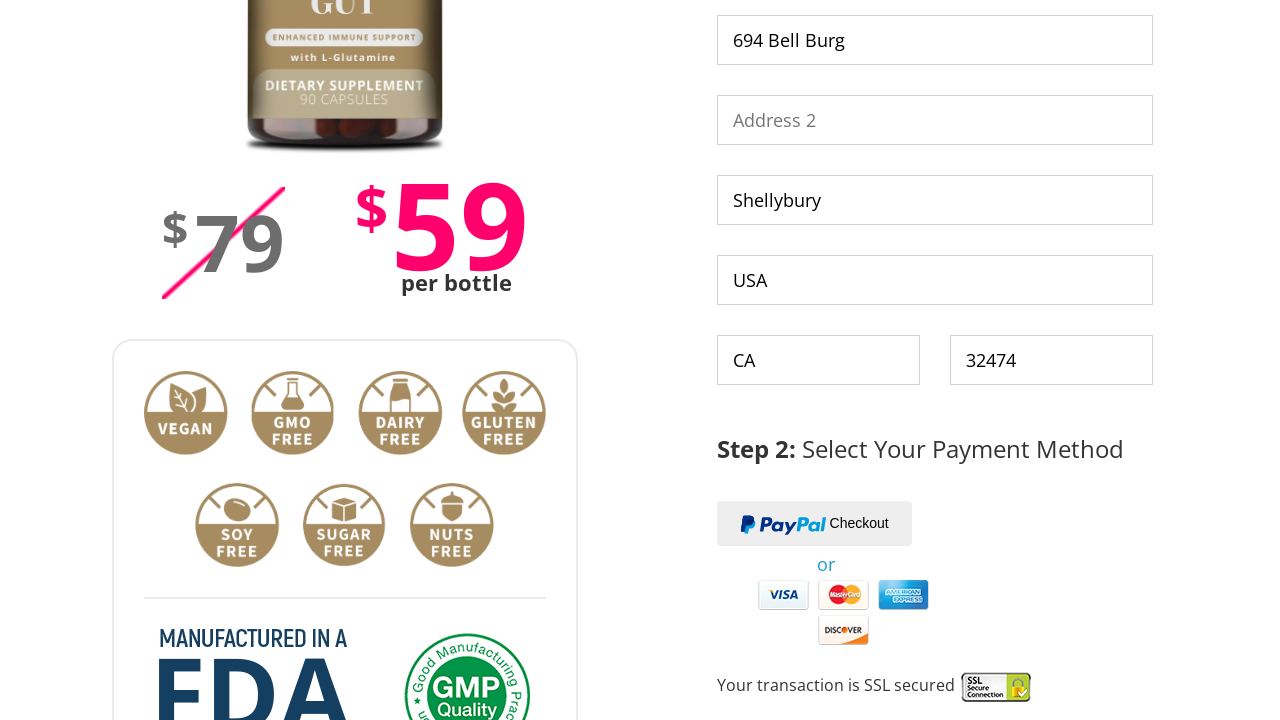 GUT
ENHANCED IMMUNE SUPPORT
with L-Glutamine
DIETARY SUPPLEMENT
90 CAPSULES
$79
$59
per bottle
VEGAN
GMO FREE
DAIRY FREE
GLUTEN FREE
SOY FREE
SUGAR FREE
NUTS FREE
MANUFACTURED IN A
FDA
Good Manufacturing
GMP
Quality
694 Bell Burg
Address 2
Shellybury
USA
CA
32474
Step 2: Select Your Payment Method
PayPal Checkout
or
VISA
MasterCard
AMERICAN EXPRESS
DISCOVER
Your transaction is SSL secured
SSL
Secure
Connection